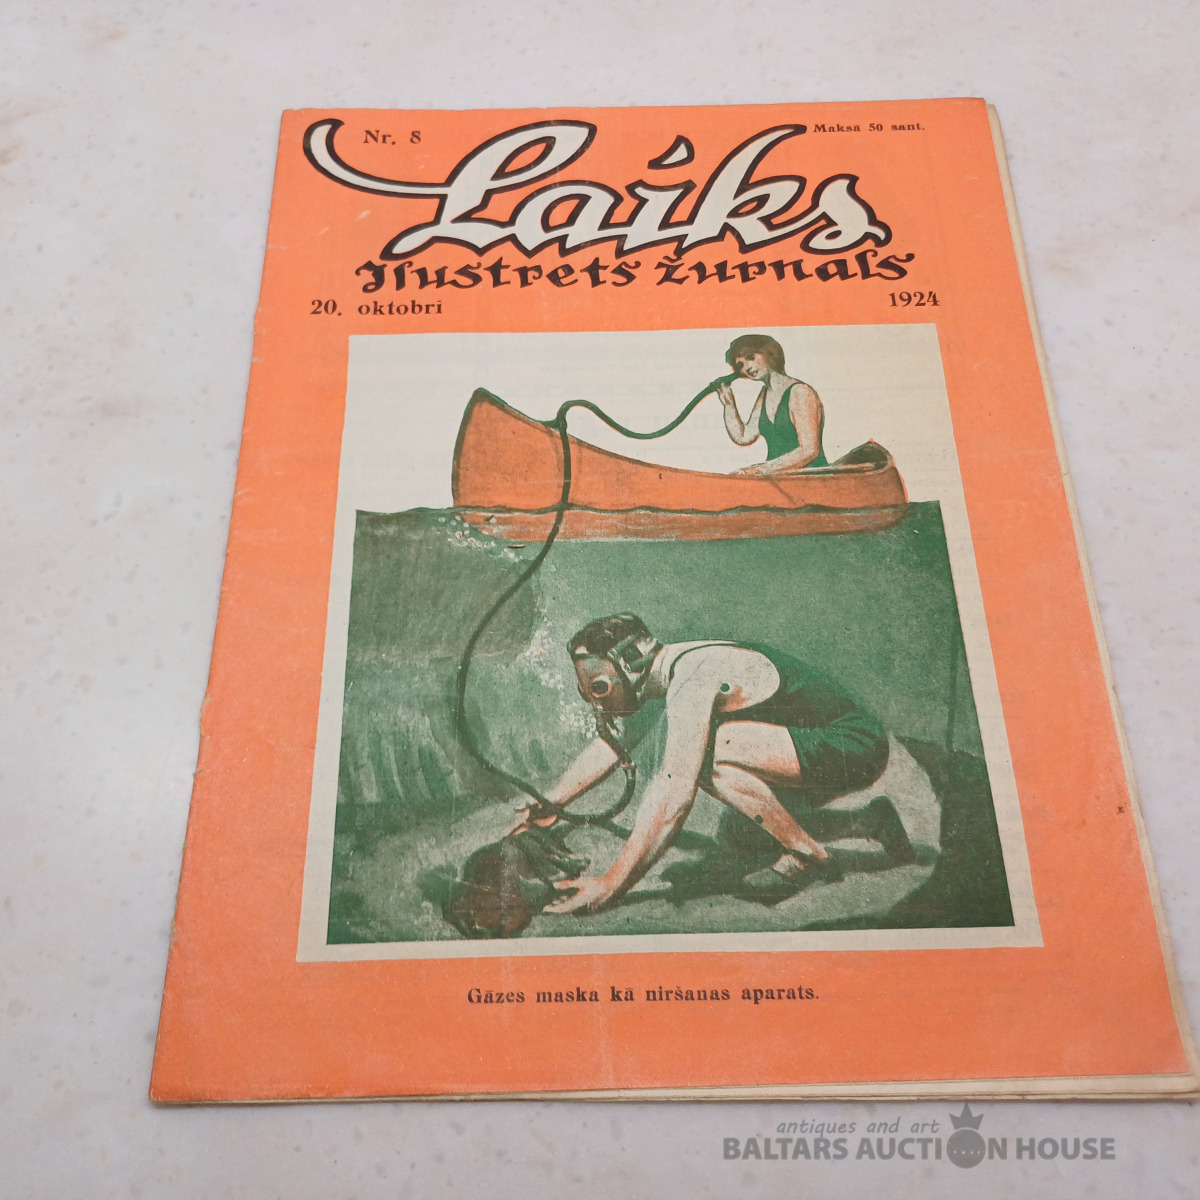 Nr. 8
Maksā 50 sant.
Laiks
Ilustrēts žurnals
20. oktobrī
1924
Gāzes maska kā niršanas aparats.
antiques and art
BALTARS AUCTION HOUSE